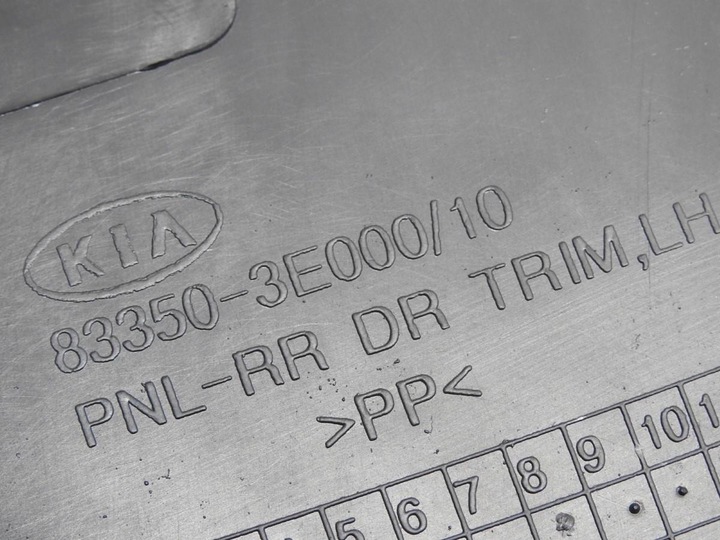 KIA
83350-3E000/10
PNL-RR DR TRIM,LH
>PP<
5 6 7 8 9 10